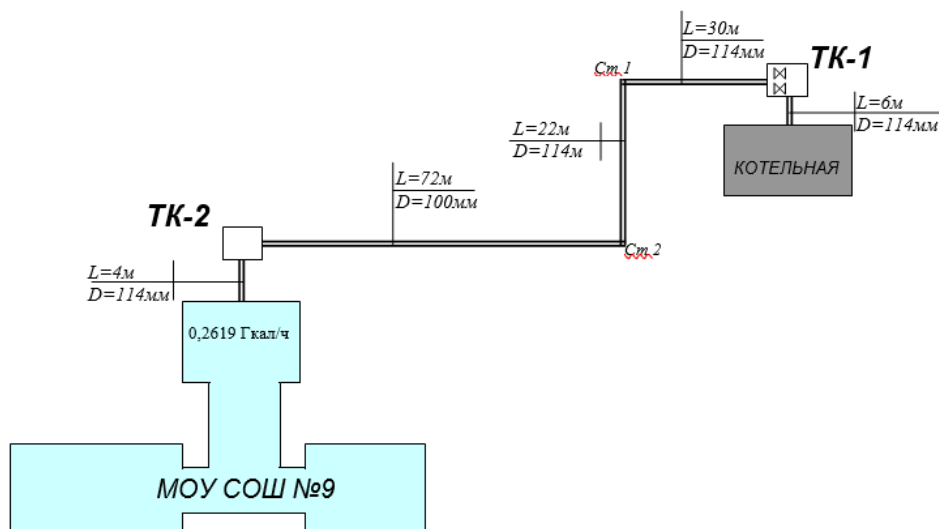 L=30м
D=114мм
ТК-1
Ст 1
L=6м
D=114мм
L=22м
D=114м
КОТЕЛЬНАЯ
L=72м
D=100мм
ТК-2
Ст 2
L=4м
D=114мм
0,2619 Гкал/ч
МОУ СОШ №9